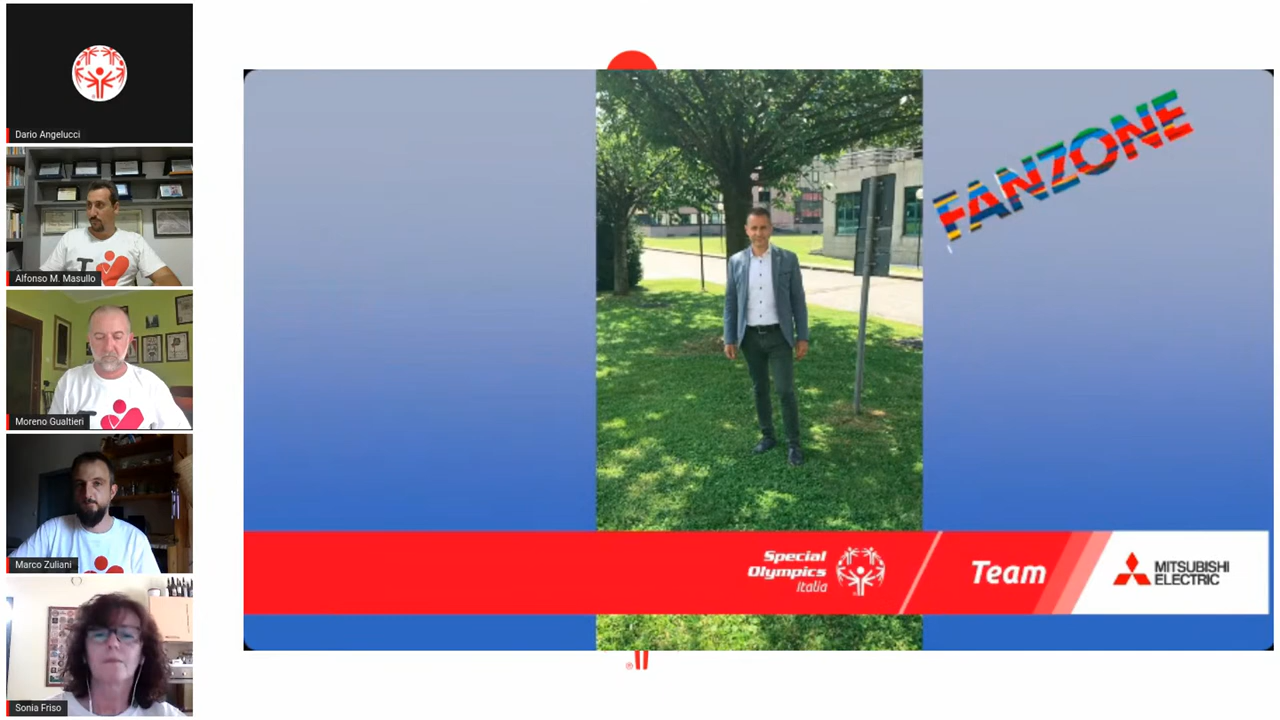 Dario Angelucci
Alfonso M. Masullo
Moreno Gualtieri
Marco Zuliani
Sonia Friso
FANZONE
Special
Olympics
Italia
Team
MITSUBISHI
ELECTRIC